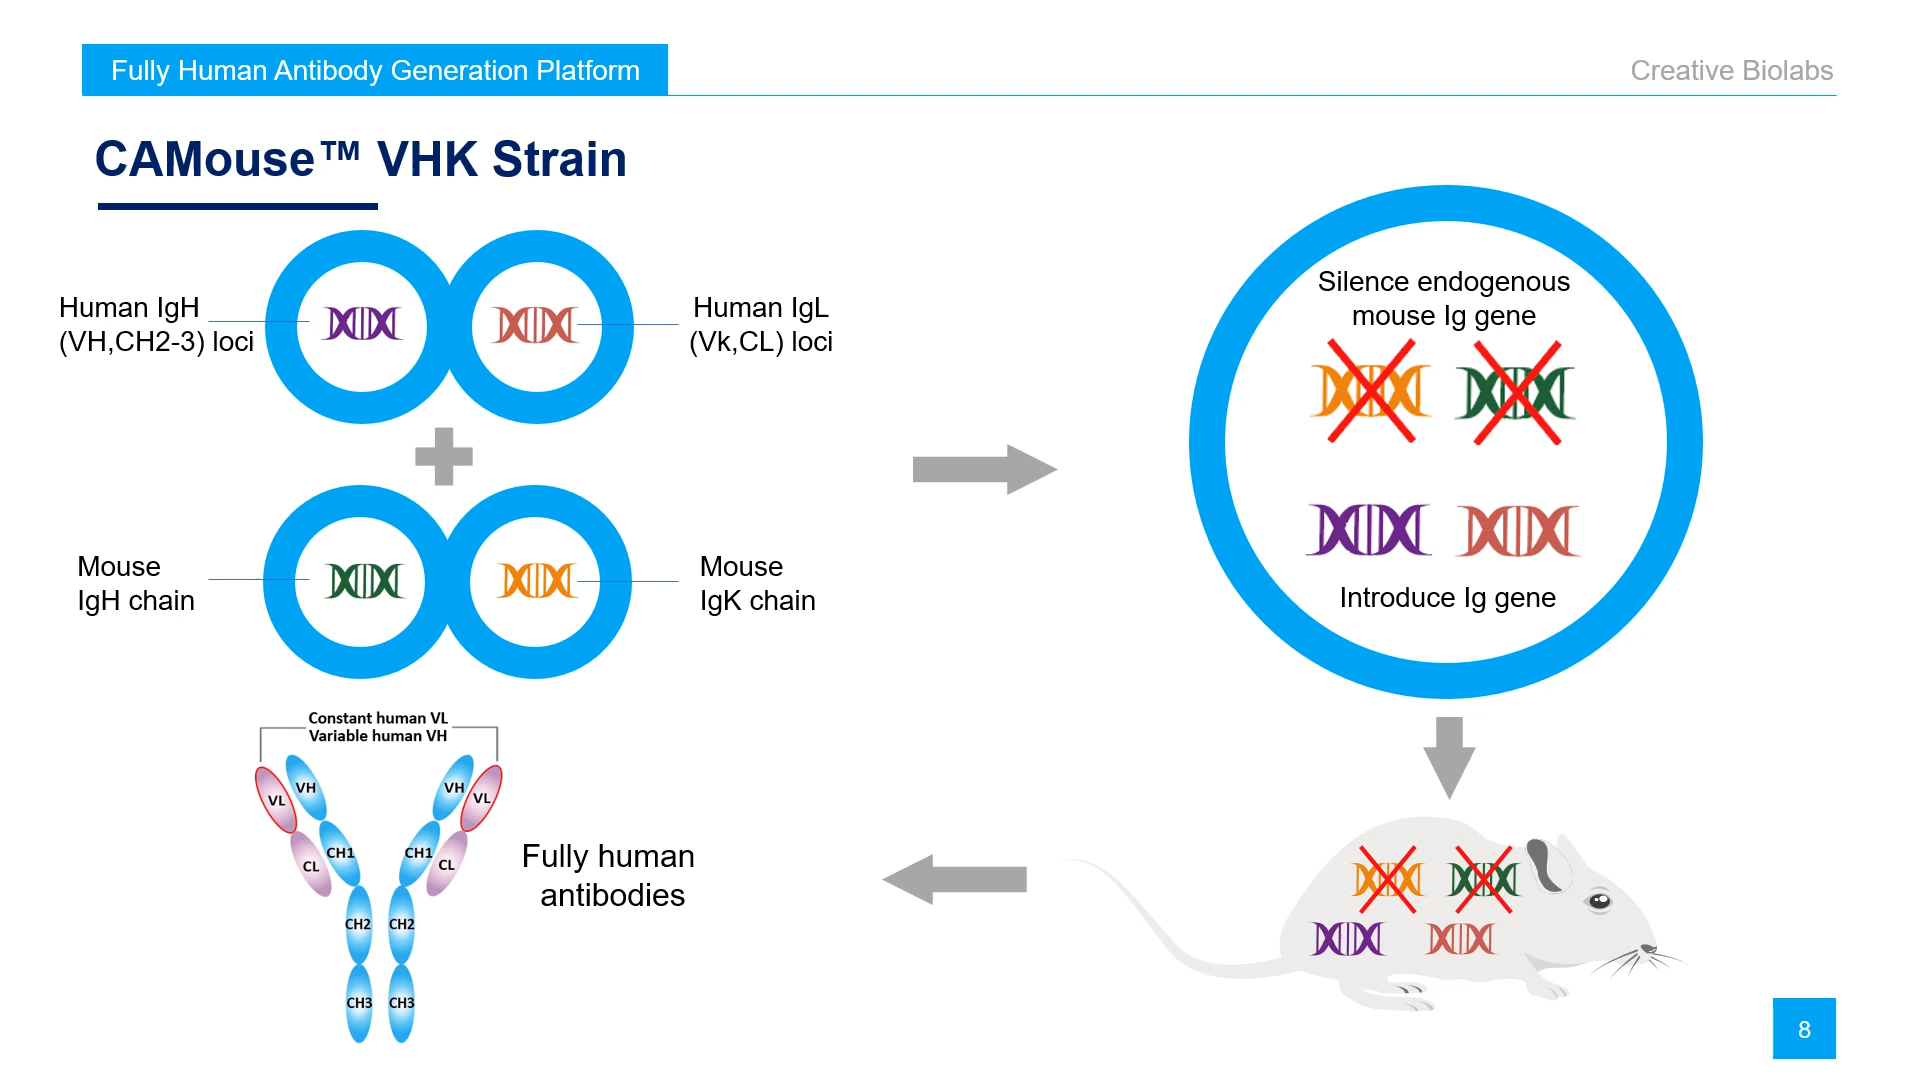 Fully Human Antibody Generation Platform
Creative Biolabs
CAMouse™ VHK Strain
Human IgH
(VH,CH2-3) loci
Human IgL
(Vk,CL) loci
Mouse
IgH chain
Mouse
IgK chain
Silence endogenous
mouse Ig gene
Introduce Ig gene
Constant human VL
Variable human VH
VL
VH
VH
VL
CL
CH1
CH1
CL
CH2
CH2
CH3
CH3
Fully human
antibodies
8